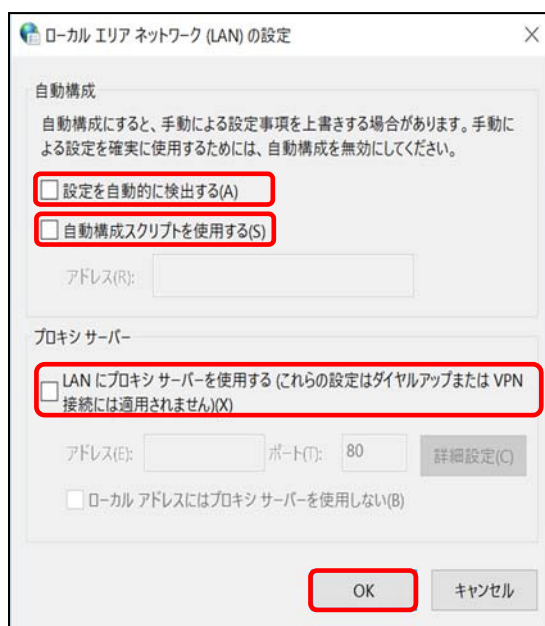 ローカル エリア ネットワーク (LAN) の設定
自動構成
自動構成にすると、手動による設定事項を上書きする場合があります。手動に
よる設定を確実に使用するためには、自動構成を無効にしてください。
設定を自動的に検出する(A)
自動構成スクリプトを使用する(S)
アドレス(R):
プロキシ サーバー
LAN にプロキシ サーバーを使用する (これらの設定はダイヤルアップまたは VPN
接続には適用されません)(X)
アドレス(E): ポート(T): 80 詳細設定(C)
ローカル アドレスにはプロキシ サーバーを使用しない(B)
OK キャンセル